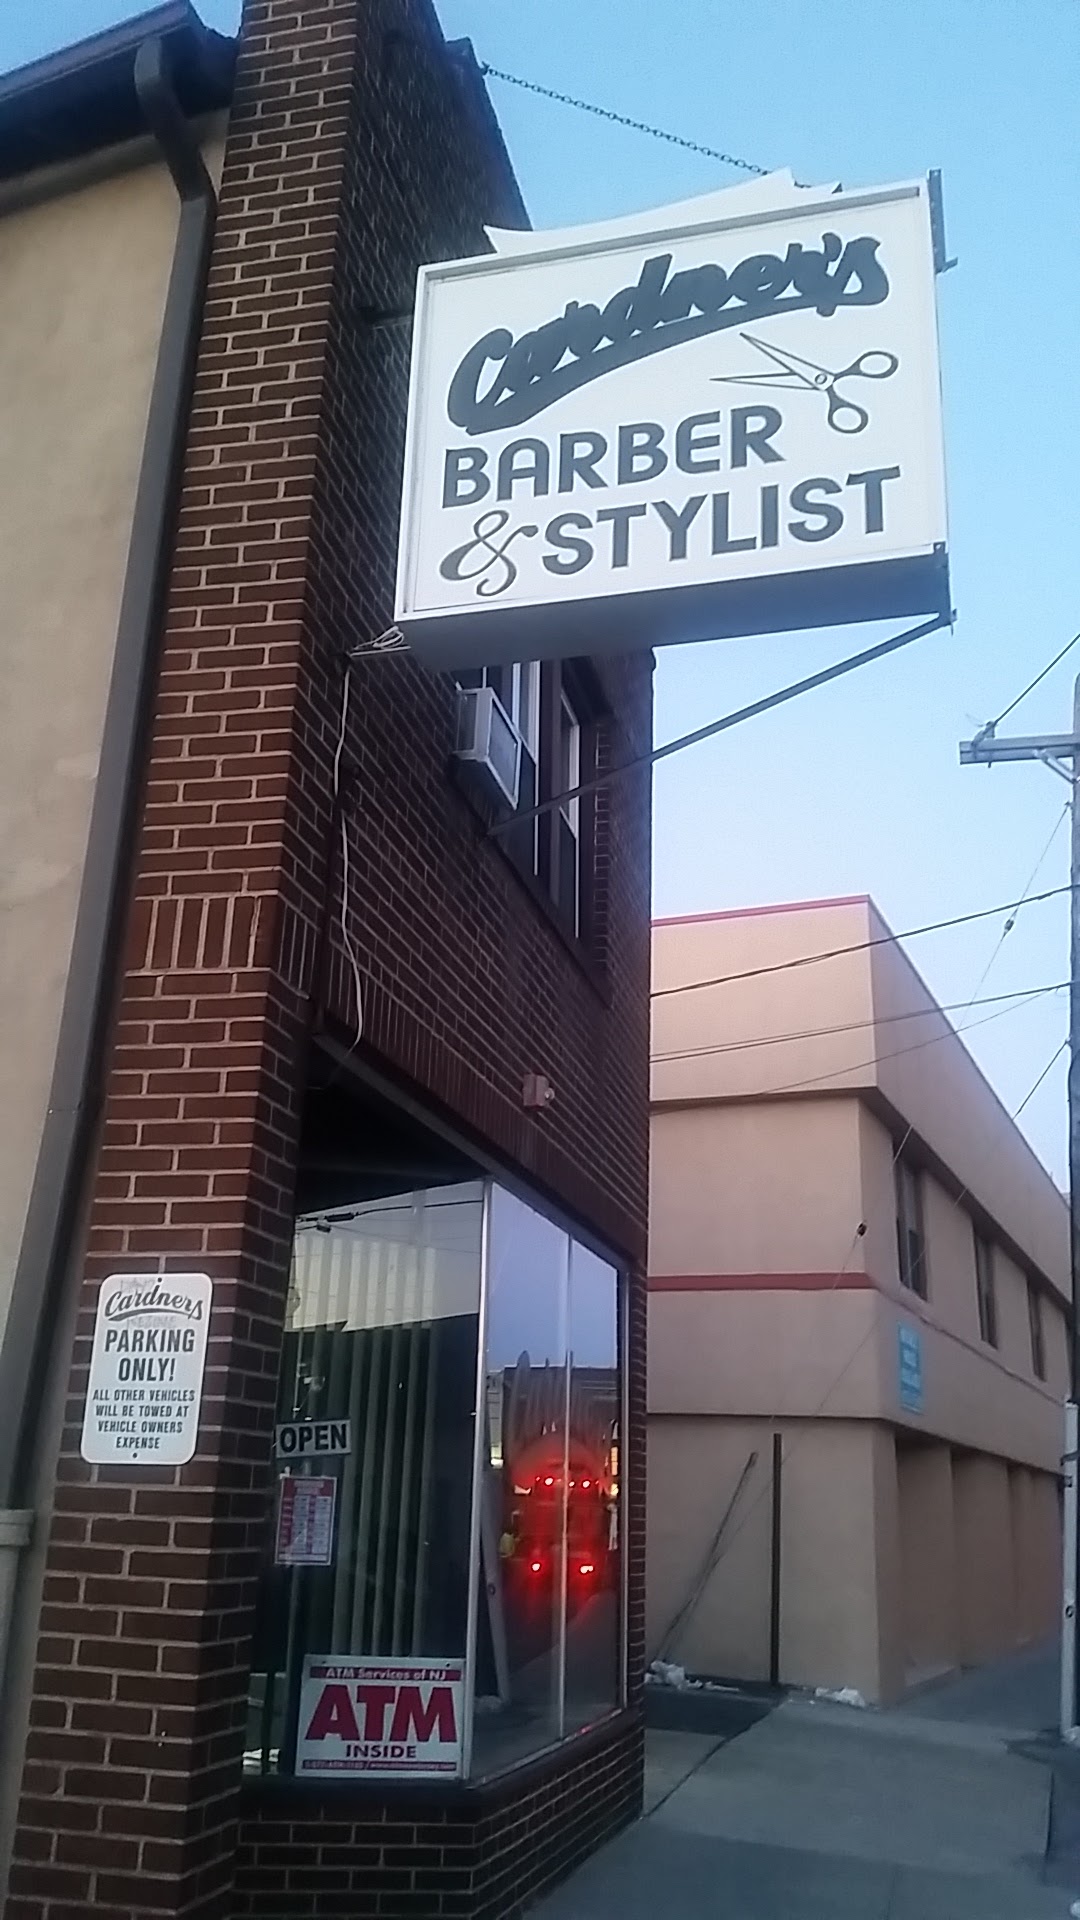 Cardner's
BARBER
& STYLIST
Cardners
PARKING
ONLY!
ALL OTHER VEHICLES
WILL BE TOWED AT
VEHICLE OWNERS
EXPENSE
OPEN
ATM Services of NJ
ATM
INSIDE